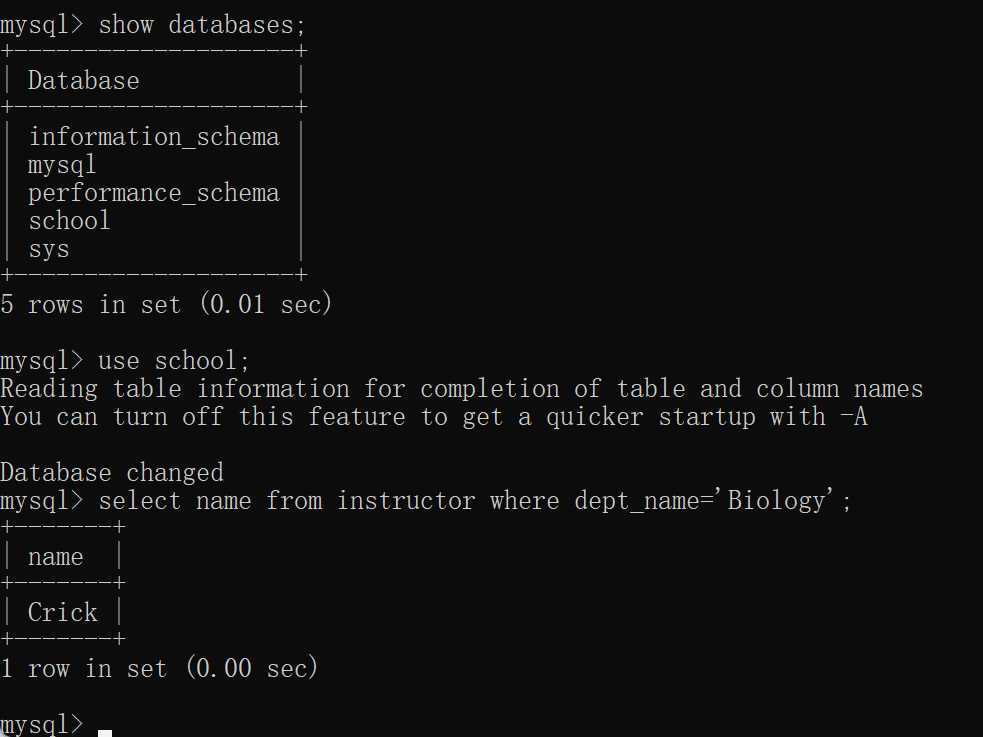 mysql> show databases;
+--------------------+
| Database           |
+--------------------+
| information_schema |
| mysql              |
| performance_schema |
| school             |
| sys                |
+--------------------+
5 rows in set (0.01 sec)

mysql> use school;
Reading table information for completion of table and column names
You can turn off this feature to get a quicker startup with -A

Database changed
mysql> select name from instructor where dept_name='Biology';
+-------+
| name  |
+-------+
| Crick |
+-------+
1 row in set (0.00 sec)

mysql>